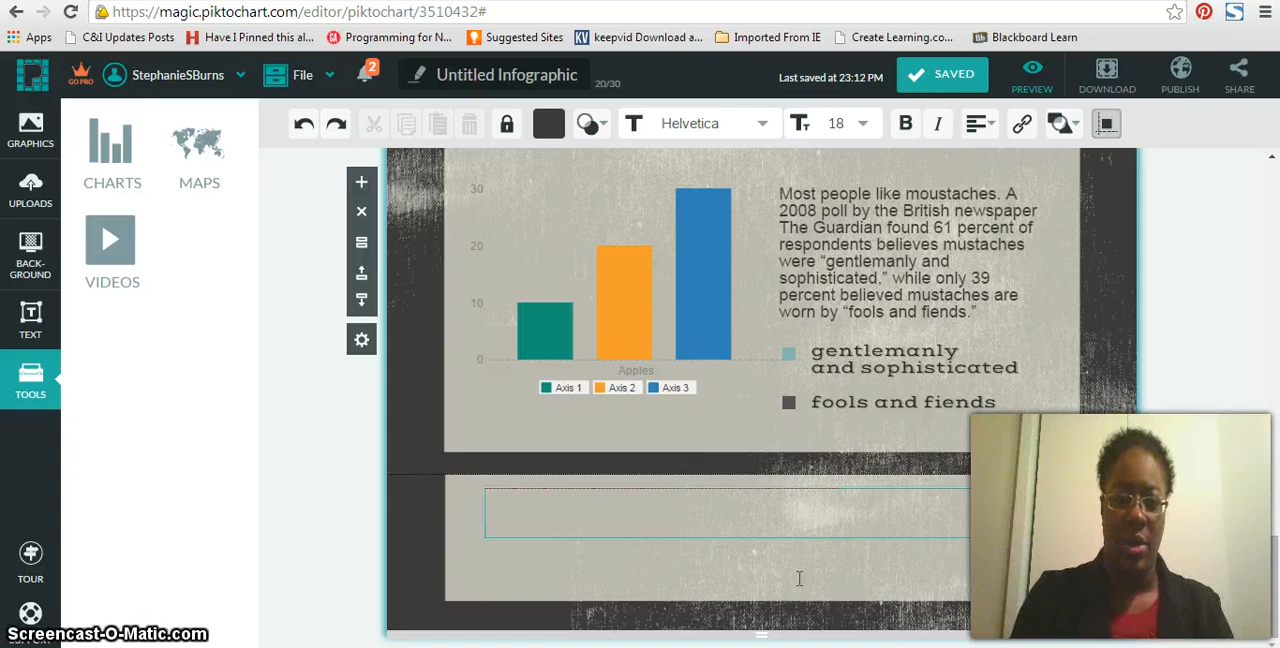 https://magic.piktochart.com/editor/piktochart/3510432#
Apps C&I Updates Posts Have I Pinned this al... Programming for N... Suggested Sites keepvid Download a... Imported From IE Create Learning.co... Blackboard Learn
GO PRO StephanieSBurns File 2 Untitled Infographic 20/30 Last saved at 23:12 PM SAVED PREVIEW DOWNLOAD PUBLISH SHARE
Helvetica 18 B I
GRAPHICS
UPLOADS
BACK-
GROUND
TEXT
TOOLS
TOUR
CHARTS MAPS
VIDEOS
30
20
10
0
Apples
Axis 1 Axis 2 Axis 3
Most people like moustaches. A
2008 poll by the British newspaper
The Guardian found 61 percent of
respondents believes mustaches
were “gentlemanly and
sophisticated,” while only 39
percent believed mustaches are
worn by “fools and fiends.”
gentlemanly
and sophisticated
fools and fiends
Screencast-O-Matic.com